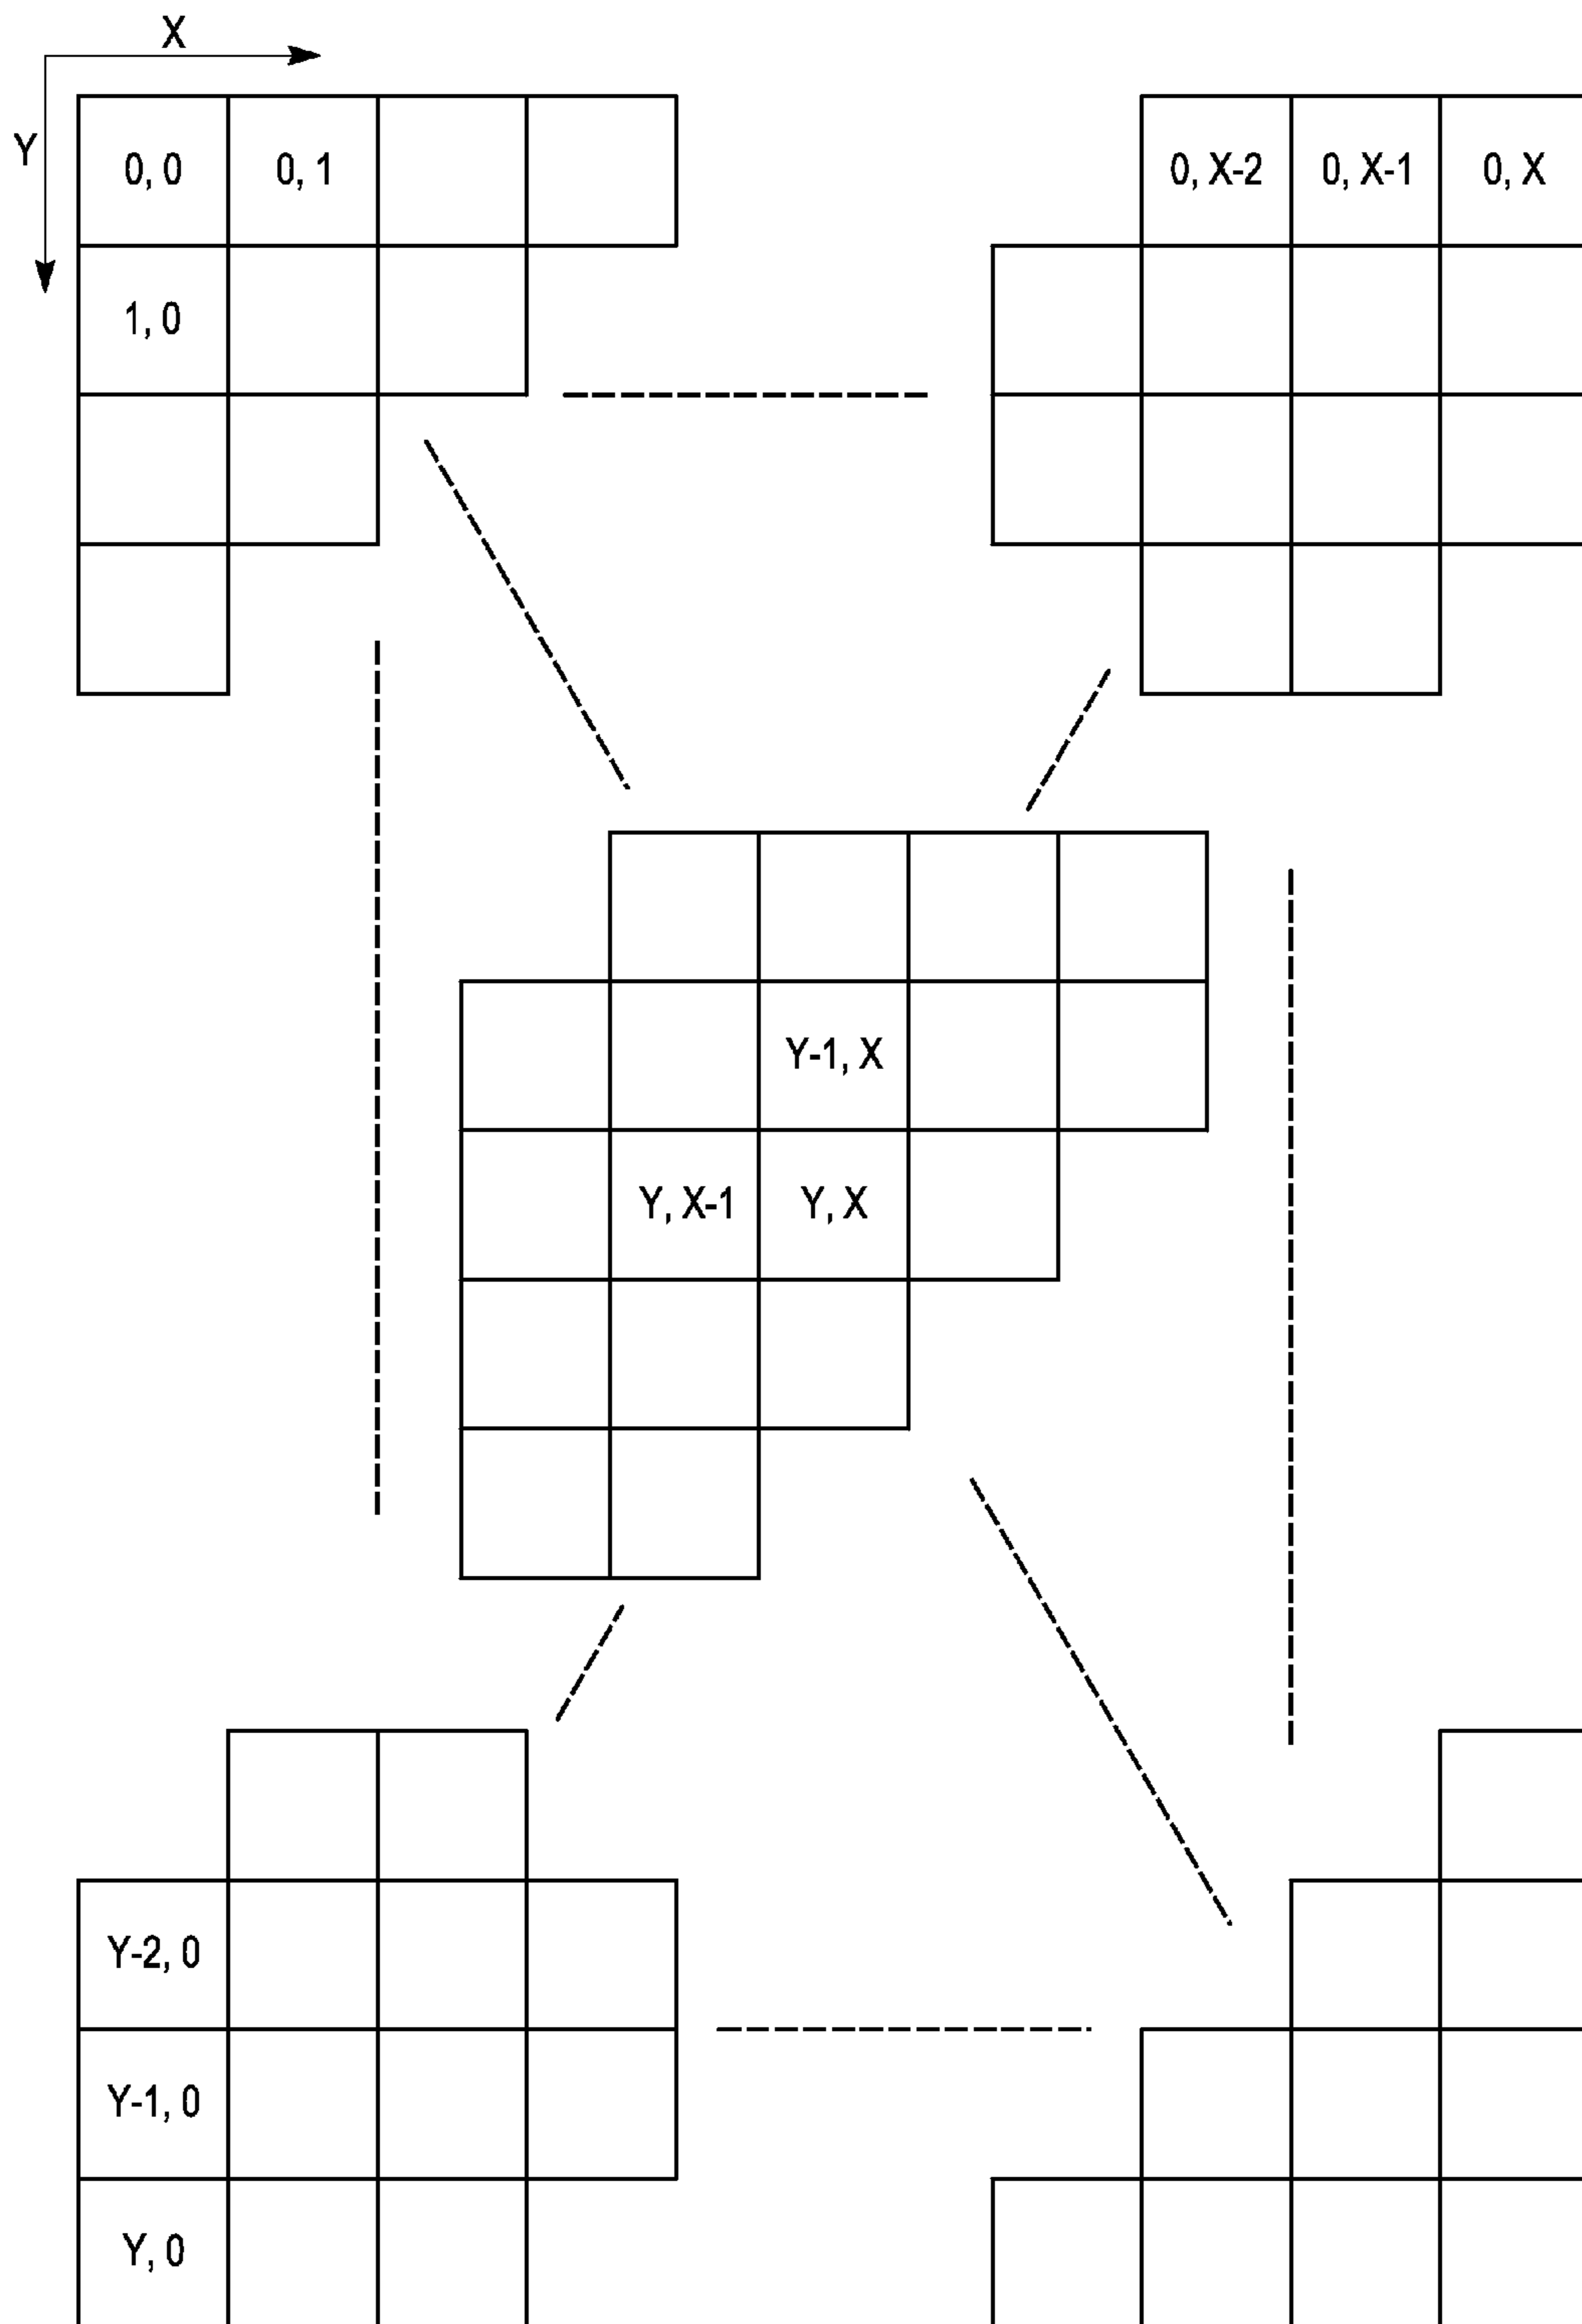 X
Y
0, 0 0, 1 0, X-2 0, X-1 0, X
1, 0
Y-1, X
Y, X-1 Y, X
Y-2, 0
Y-1, 0
Y, 0